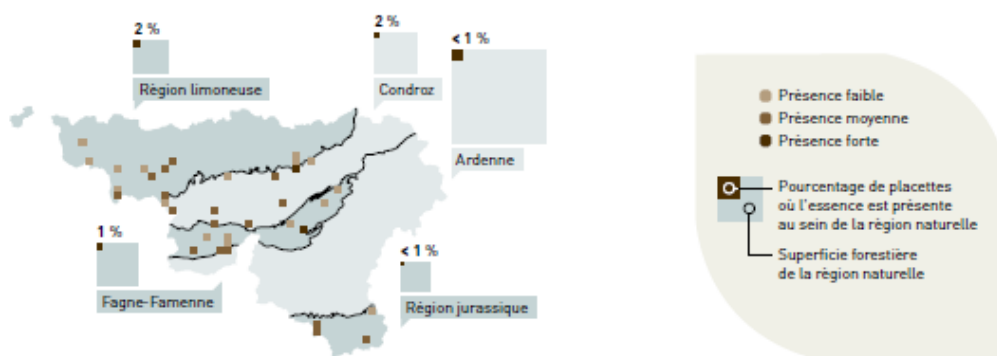 2 %
Région limoneuse
2 %
Condroz
< 1 %
Ardenne
1 %
Fagne-Famenne
< 1 %
Région jurassique
Présence faible
Présence moyenne
Présence forte
Pourcentage de placettes
où l'essence est présente
au sein de la région naturelle
Superficie forestière
de la région naturelle